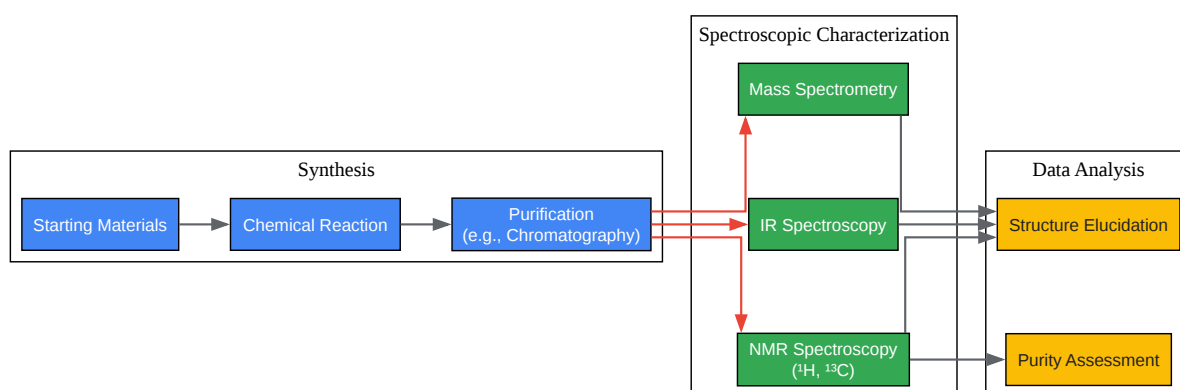 Synthesis
Starting Materials
Chemical Reaction
Purification
(e.g., Chromatography)
Spectroscopic Characterization
Mass Spectrometry
IR Spectroscopy
NMR Spectroscopy
(¹H, ¹³C)
Data Analysis
Structure Elucidation
Purity Assessment